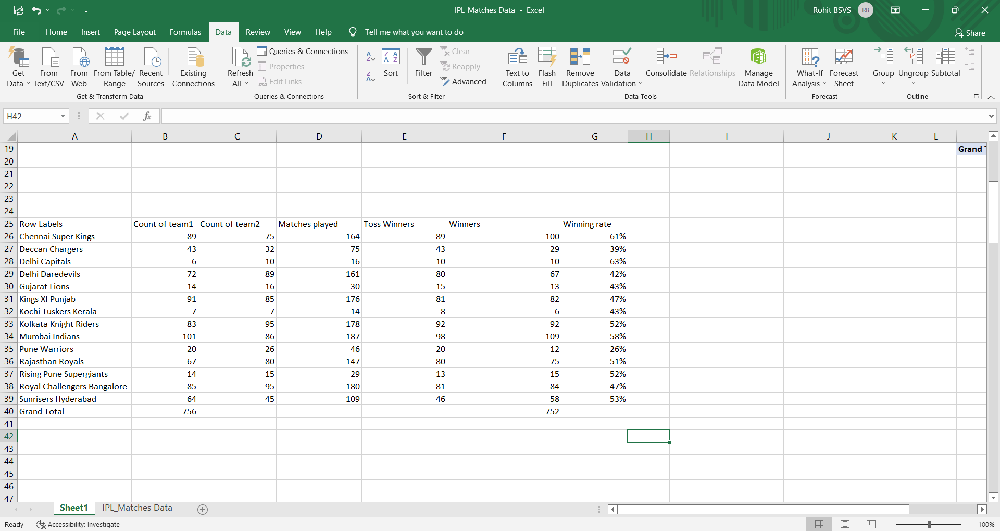 IPL_Matches Data - Excel
Rohit BSVS RB
File Home Insert Page Layout Formulas Data Review View Help Tell me what you want to do Share
Get Data From Text/CSV From Web From Table/ Range Recent Sources Existing Connections
Get & Transform Data
Refresh All Queries & Connections
Properties
Edit Links
Queries & Connections
Sort Filter Clear
Reapply
Advanced
Sort & Filter
Text to Columns Flash Fill Remove Duplicates Data Validation Consolidate Relationships Manage Data Model
Data Tools
What-If Analysis Forecast Sheet
Forecast
Group Ungroup Subtotal
Outline
H42 fx
A B C D E F G H I J K L
19 Grand T
20
21
22
23
24
25 Row Labels Count of team1 Count of team2 Matches played Toss Winners Winners Winning rate
26 Chennai Super Kings 89 75 164 89 100 61%
27 Deccan Chargers 43 32 75 43 29 39%
28 Delhi Capitals 6 10 16 10 10 63%
29 Delhi Daredevils 72 89 161 80 67 42%
30 Gujarat Lions 14 16 30 15 13 43%
31 Kings XI Punjab 91 85 176 81 82 47%
32 Kochi Tuskers Kerala 7 7 14 8 6 43%
33 Kolkata Knight Riders 83 95 178 92 92 52%
34 Mumbai Indians 101 86 187 98 109 58%
35 Pune Warriors 20 26 46 20 12 26%
36 Rajasthan Royals 67 80 147 80 75 51%
37 Rising Pune Supergiants 14 15 29 13 15 52%
38 Royal Challengers Bangalore 85 95 180 81 84 47%
39 Sunrisers Hyderabad 64 45 109 46 58 53%
40 Grand Total 756 752
41
42
43
44
45
46
47
Sheet1 IPL_Matches Data
Ready Accessibility: Investigate 100%